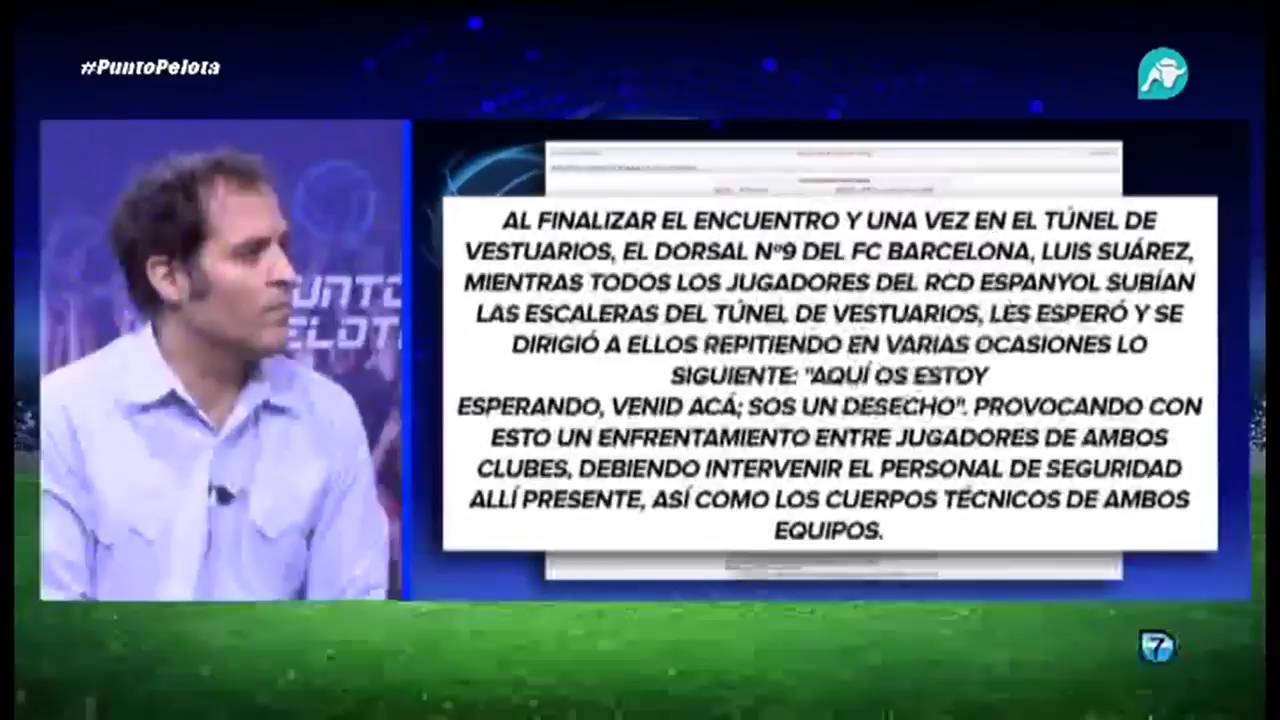 #PuntoPelota
PUNTO
PELOTA
AL FINALIZAR EL ENCUENTRO Y UNA VEZ EN EL TÚNEL DE
VESTUARIOS, EL DORSAL Nº9 DEL FC BARCELONA, LUIS SUÁREZ,
MIENTRAS TODOS LOS JUGADORES DEL RCD ESPANYOL SUBÍAN
LAS ESCALERAS DEL TÚNEL DE VESTUARIOS, LES ESPERÓ Y SE
DIRIGIÓ A ELLOS REPITIENDO EN VARIAS OCASIONES LO
SIGUIENTE: "AQUÍ OS ESTOY
ESPERANDO, VENID ACÁ; SOS UN DESECHO". PROVOCANDO CON
ESTO UN ENFRENTAMIENTO ENTRE JUGADORES DE AMBOS
CLUBES, DEBIENDO INTERVENIR EL PERSONAL DE SEGURIDAD
ALLÍ PRESENTE, ASÍ COMO LOS CUERPOS TÉCNICOS DE AMBOS
EQUIPOS.
7